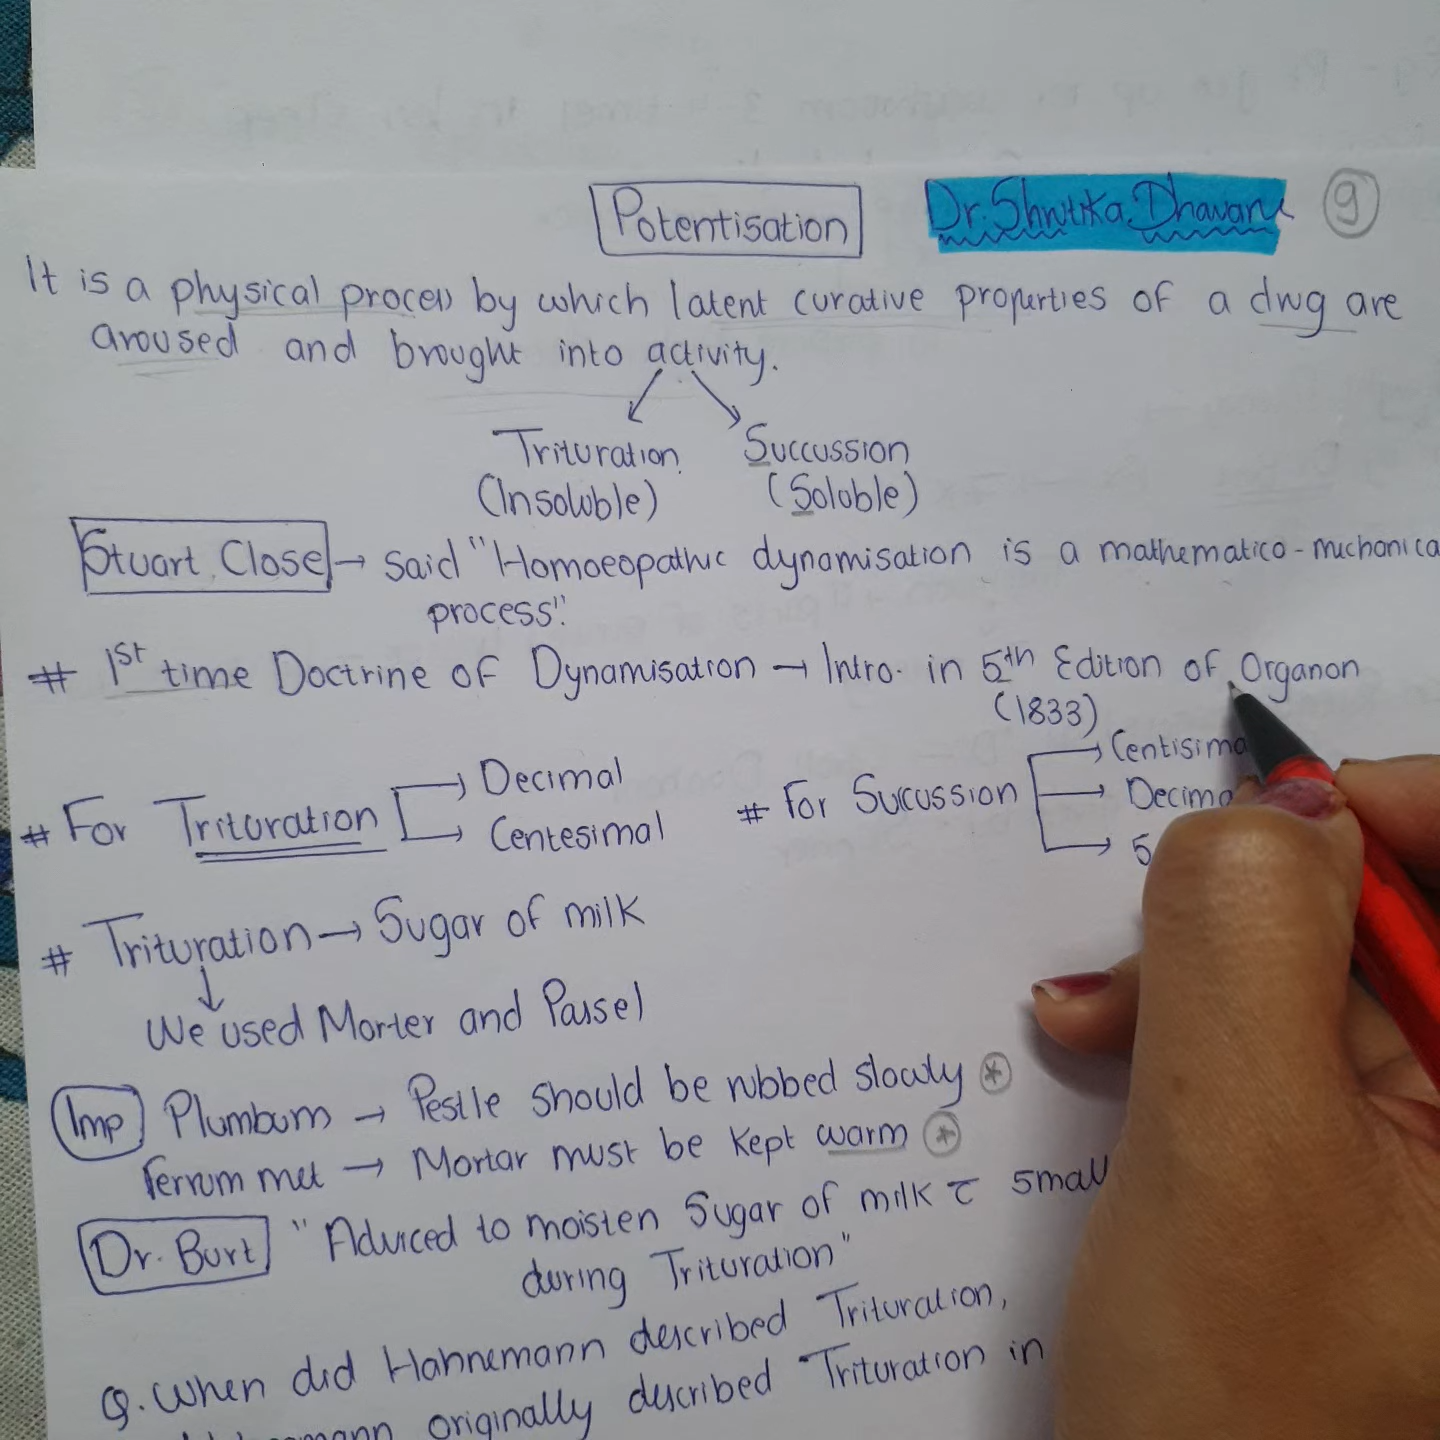 Potentisation Dr. Shrutika. Dhavane 9
It is a physical process by which latent curative properties of a drug are
aroused and brought into activity.
Trituration Succussion
(Insoluble) (Soluble)
Stuart Close → said "Homoeopathic dynamisation is a mathematico-mechanica
process".
# 1st time Doctrine of Dynamisation → Intro. in 5th Edition of Organon
(1833)
# For Trituration → Decimal
→ Centesimal
# For Succussion → Centisima
→ Decima
→ 5
# Trituration → Sugar of milk
↓
We used Morter and Passel
Imp Plumbum → Pestle should be rubbed slowly *
Ferrum met → Mortar must be kept warm *
Dr. Burt "Adviced to moisten Sugar of milk c̄ small
during Trituration"
Q. When did Hahnemann described Trituration,
originally described Trituration in